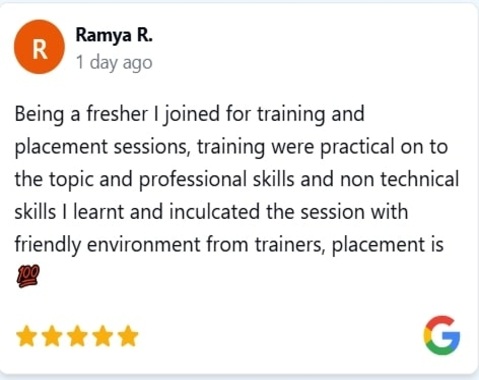 R
Ramya R.
1 day ago
Being a fresher I joined for training and
placement sessions, training were practical on to
the topic and professional skills and non technical
skills I learnt and inculcated the session with
friendly environment from trainers, placement is
💯
G